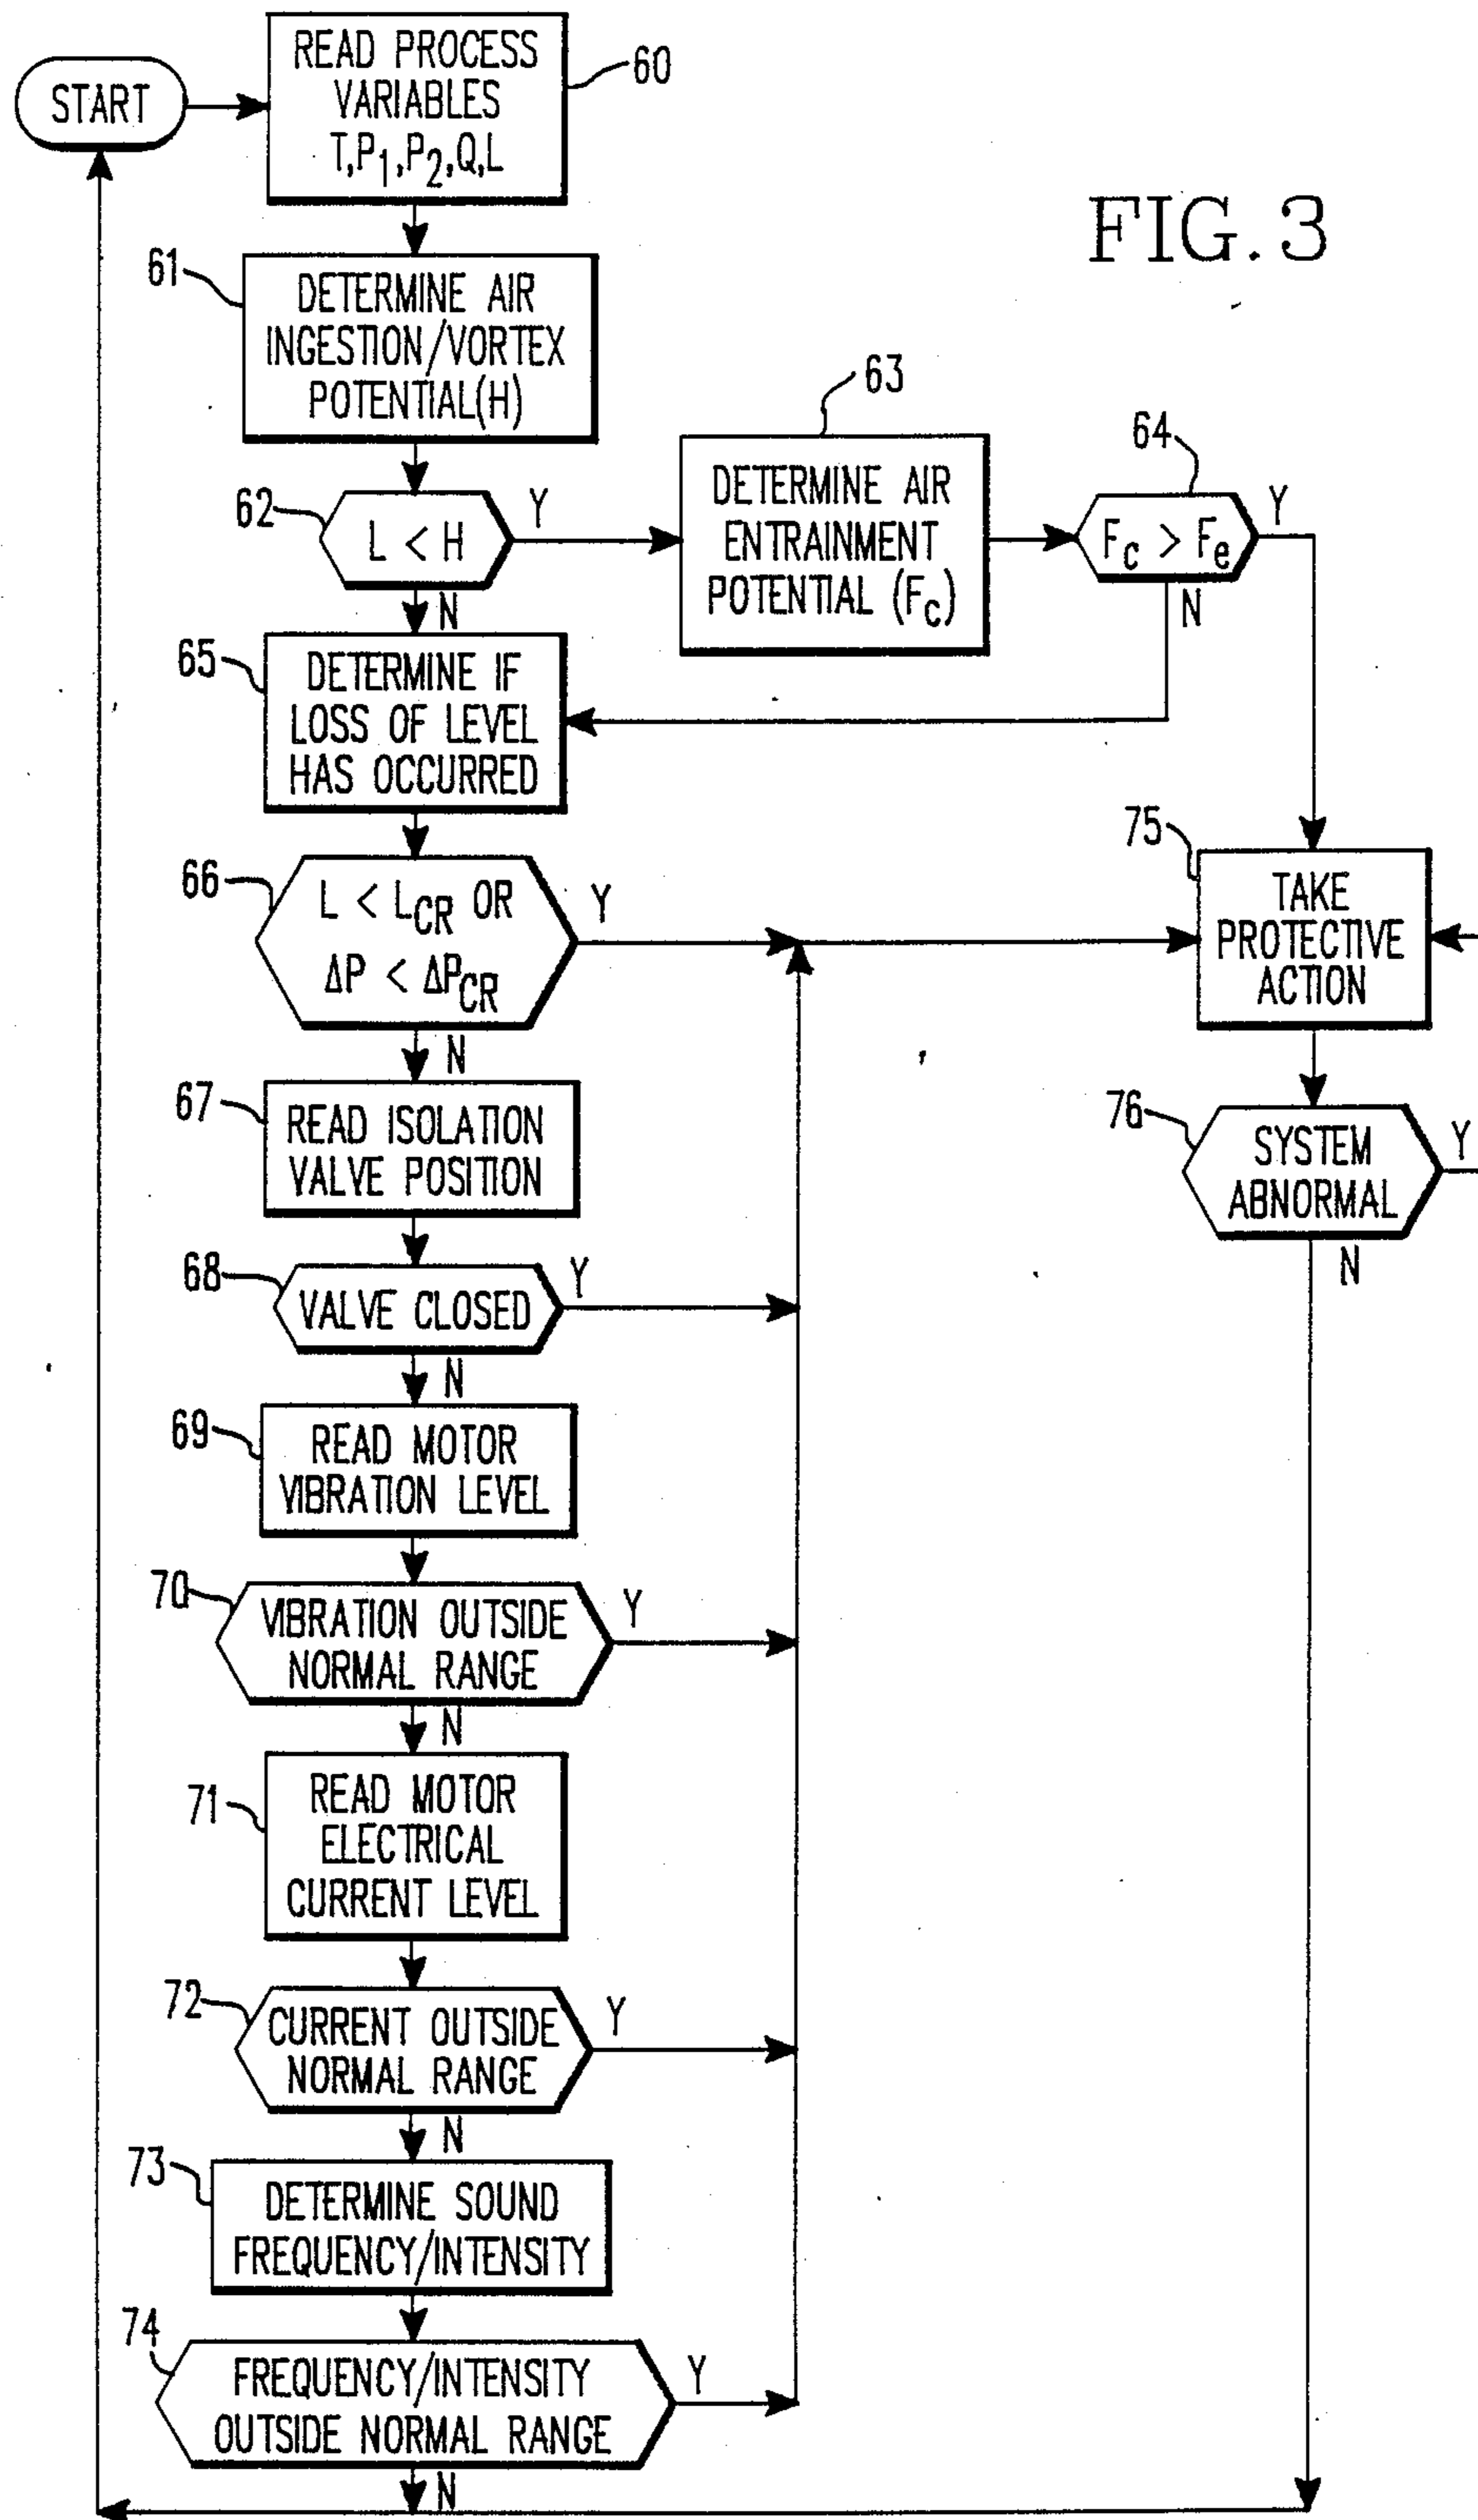 START
READ PROCESS
VARIABLES
T,P1,P2,Q,L
60
FIG. 3
61
DETERMINE AIR
INGESTION/VORTEX
POTENTIAL(H)
62
L < H
Y
N
63
DETERMINE AIR
ENTRAINMENT
POTENTIAL (Fc)
64
Fc > Fe
Y
N
65
DETERMINE IF
LOSS OF LEVEL
HAS OCCURRED
66
L < LCR OR
ΔP < ΔPCR
Y
N
75
TAKE
PROTECTIVE
ACTION
67
READ ISOLATION
VALVE POSITION
76
SYSTEM
ABNORMAL
Y
N
68
VALVE CLOSED
Y
N
69
READ MOTOR
VIBRATION LEVEL
70
VIBRATION OUTSIDE
NORMAL RANGE
Y
N
71
READ MOTOR
ELECTRICAL
CURRENT LEVEL
72
CURRENT OUTSIDE
NORMAL RANGE
Y
N
73
DETERMINE SOUND
FREQUENCY/INTENSITY
74
FREQUENCY/INTENSITY
OUTSIDE NORMAL RANGE
Y
N